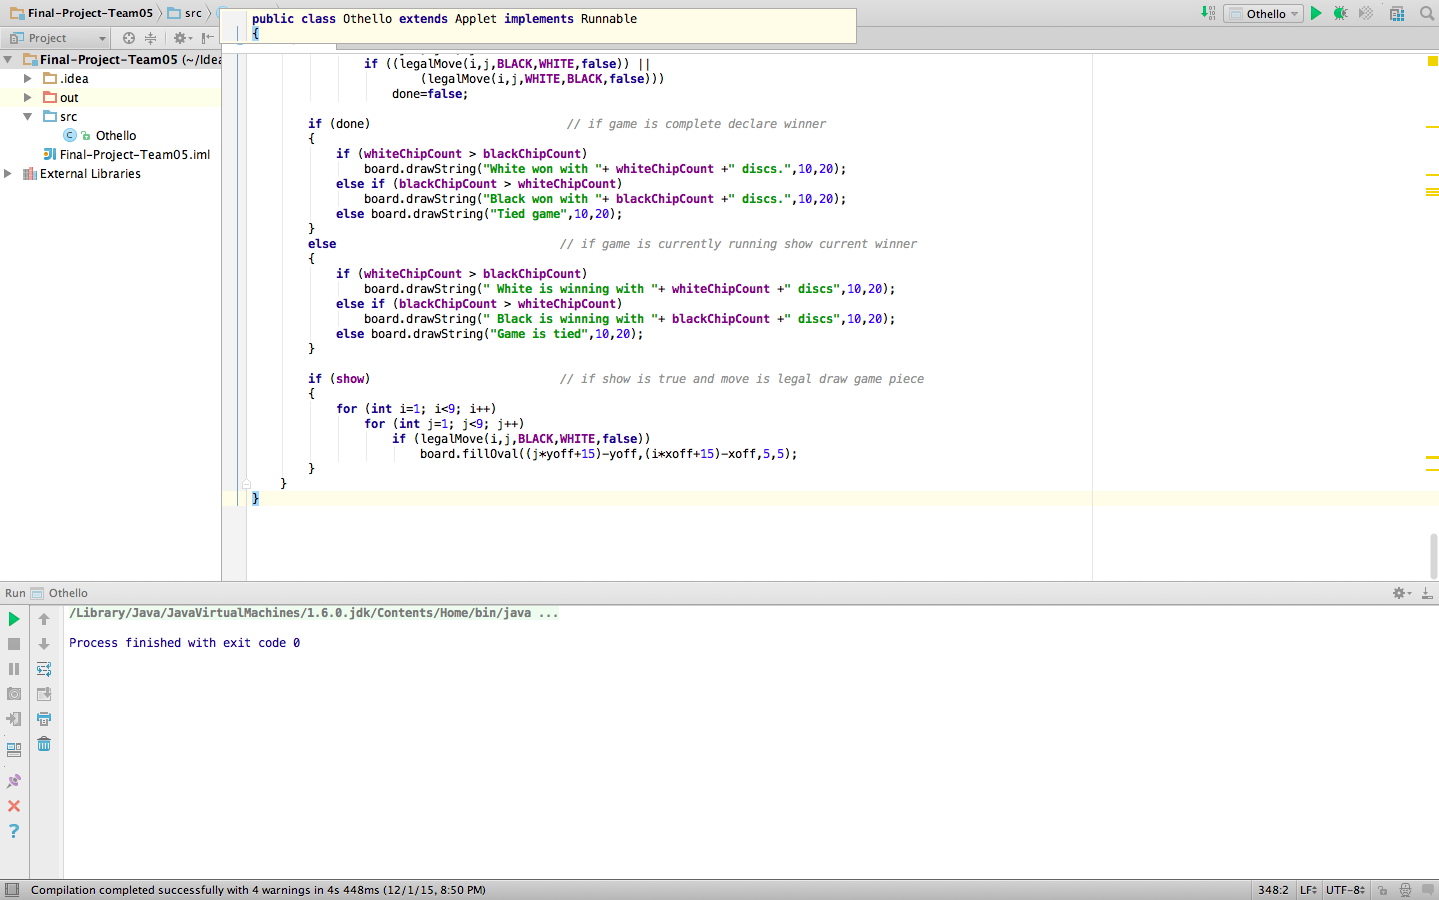 Final-Project-Team05 src
Othello
public class Othello extends Applet implements Runnable
{
Project
Final-Project-Team05 (~/Idea
.idea
out
src
Othello
Final-Project-Team05.iml
External Libraries
if ((legalMove(i,j,BLACK,WHITE,false)) ||
(legalMove(i,j,WHITE,BLACK,false)))
done=false;
if (done) // if game is complete declare winner
{
if (whiteChipCount > blackChipCount)
board.drawString("White won with "+ whiteChipCount +" discs.",10,20);
else if (blackChipCount > whiteChipCount)
board.drawString("Black won with "+ blackChipCount +" discs.",10,20);
else board.drawString("Tied game",10,20);
}
else // if game is currently running show current winner
{
if (whiteChipCount > blackChipCount)
board.drawString(" White is winning with "+ whiteChipCount +" discs",10,20);
else if (blackChipCount > whiteChipCount)
board.drawString(" Black is winning with "+ blackChipCount +" discs",10,20);
else board.drawString("Game is tied",10,20);
}
if (show) // if show is true and move is legal draw game piece
{
for (int i=1; i<9; i++)
for (int j=1; j<9; j++)
if (legalMove(i,j,BLACK,WHITE,false))
board.fillOval((j*yoff+15)-yoff,(i*xoff+15)-xoff,5,5);
}
}
}
Run Othello
/Library/Java/JavaVirtualMachines/1.6.0.jdk/Contents/Home/bin/java ...
Process finished with exit code 0
Compilation completed successfully with 4 warnings in 4s 448ms (12/1/15, 8:50 PM)
348:2 LF UTF-8